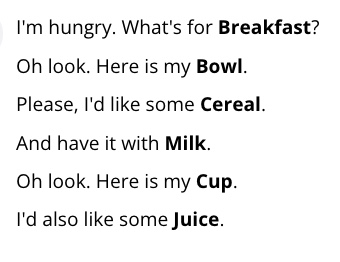 I'm hungry. What's for Breakfast?
Oh look. Here is my Bowl.
Please, I'd like some Cereal.
And have it with Milk.
Oh look. Here is my Cup.
I'd also like some Juice.